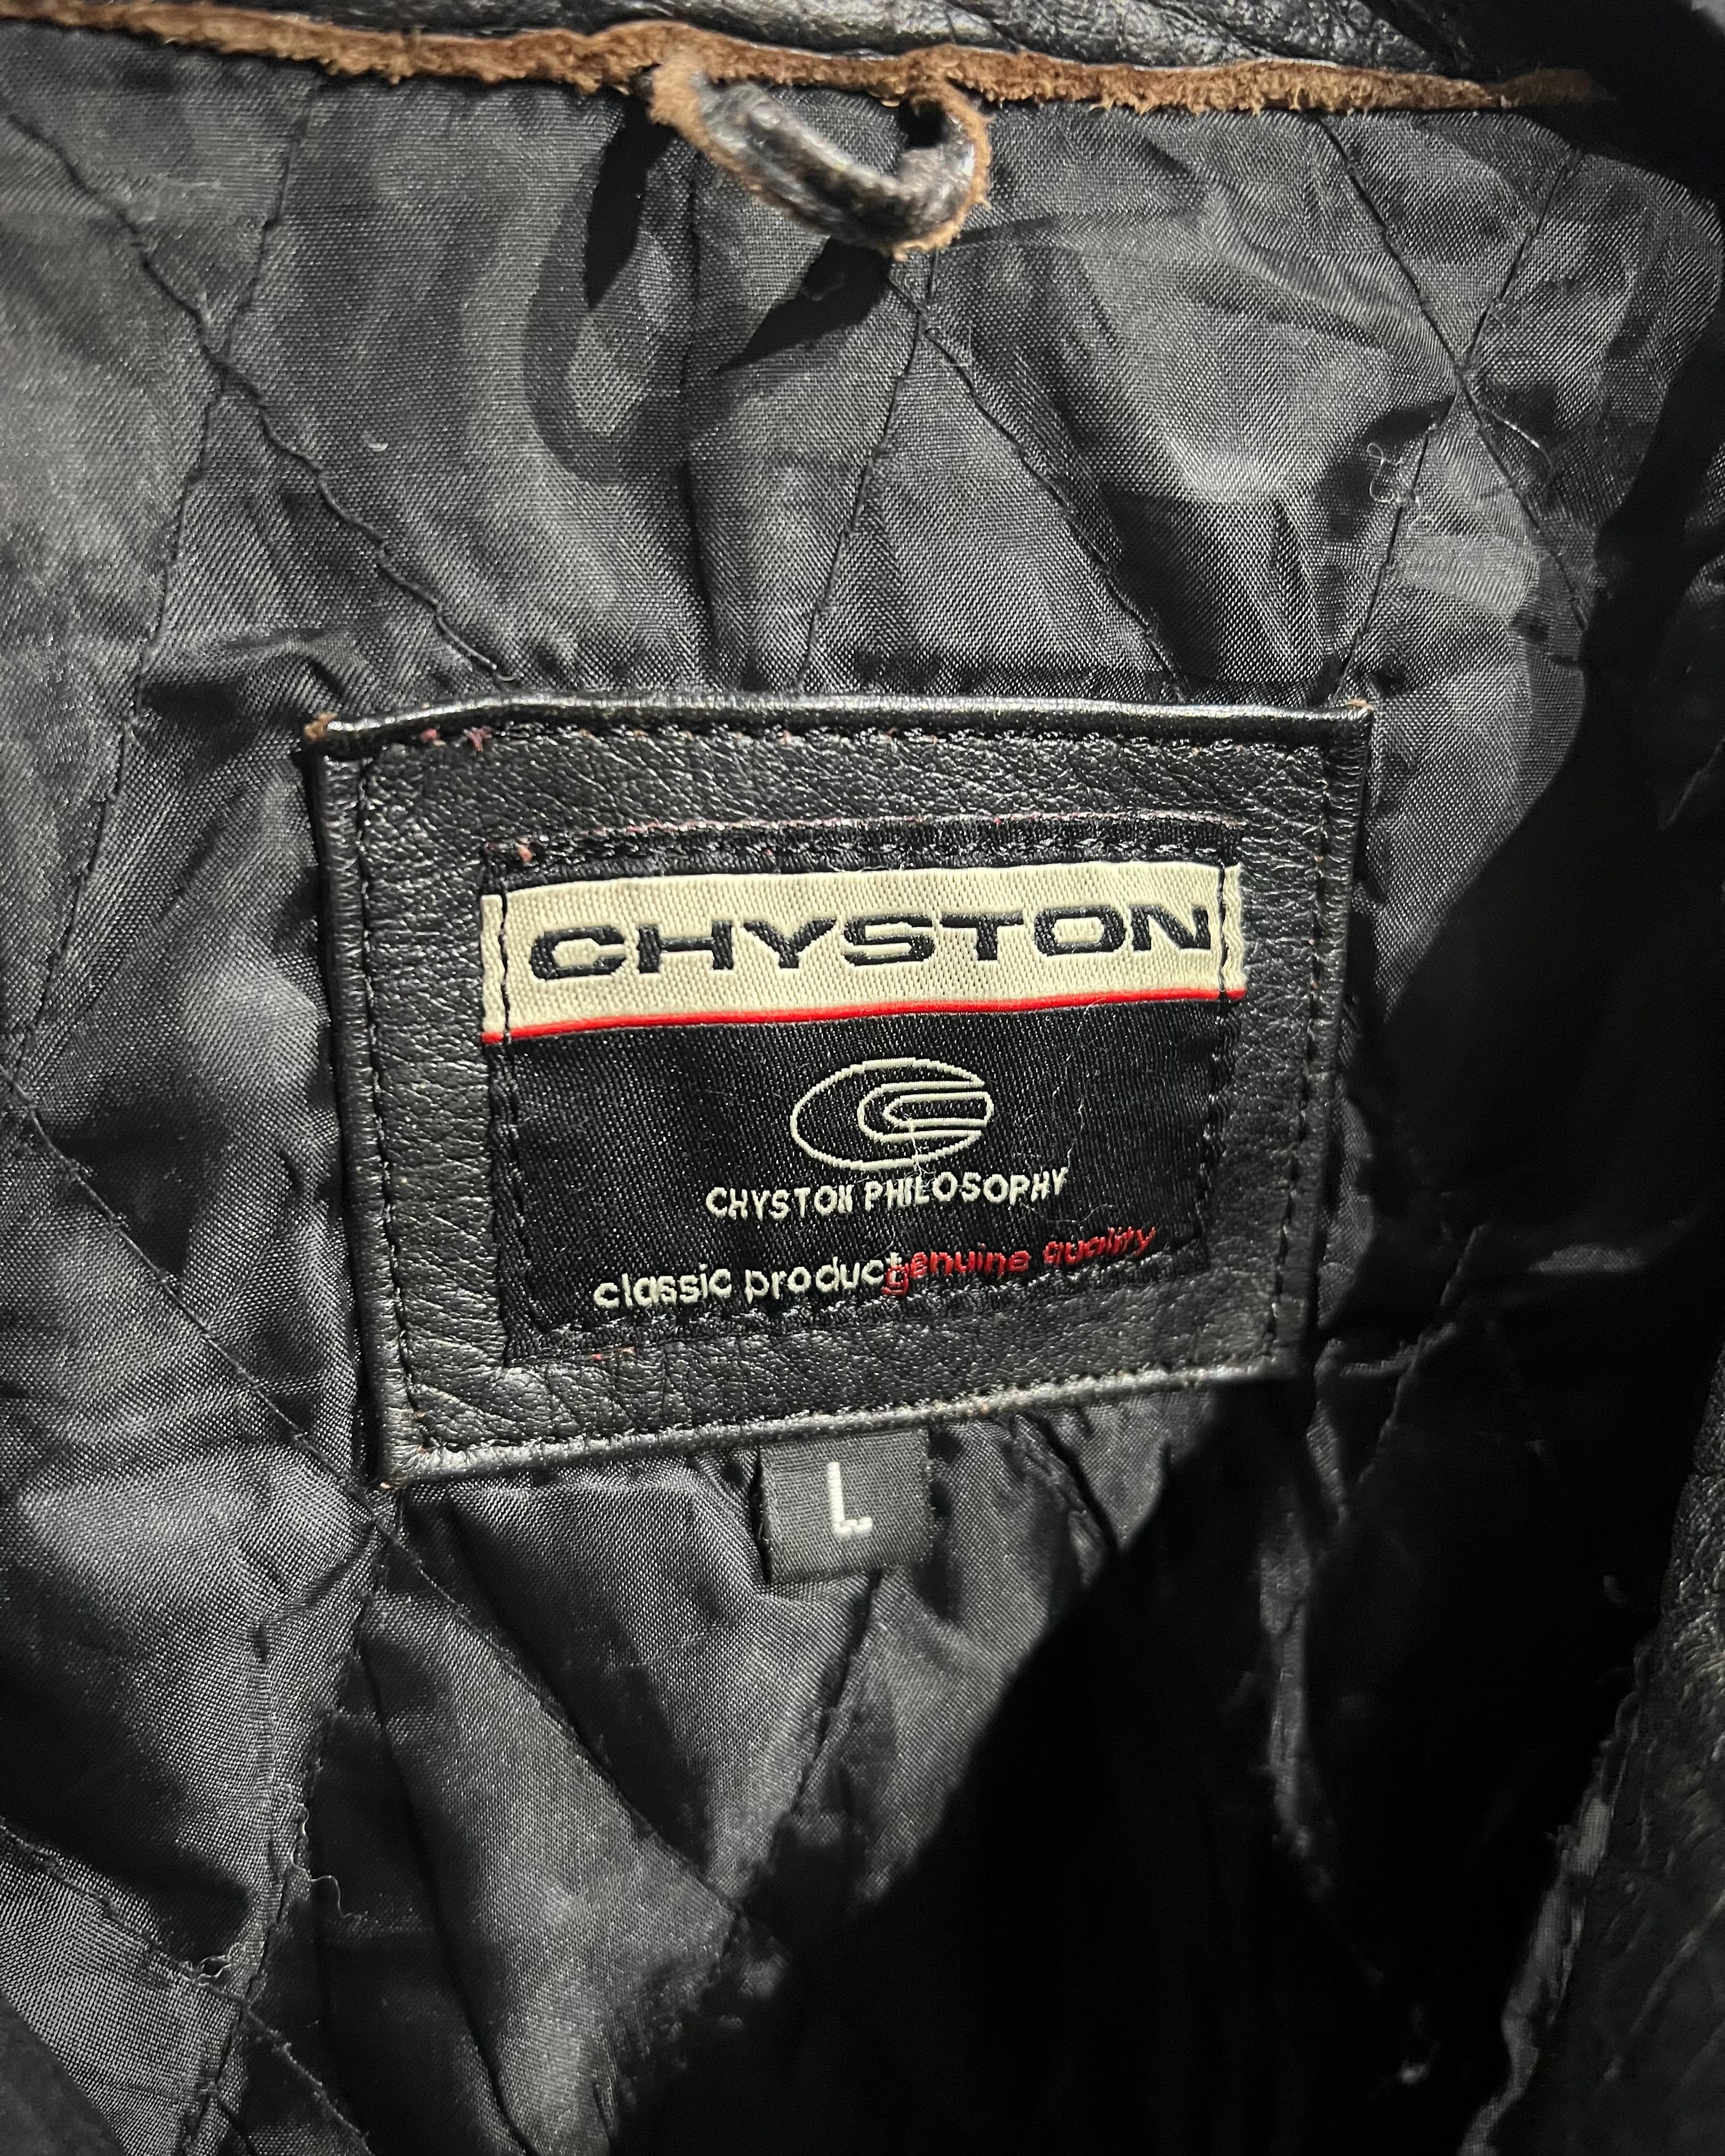 CHYSTON
CHYSTON PHILOSOPHY
classic product genuine quality
L